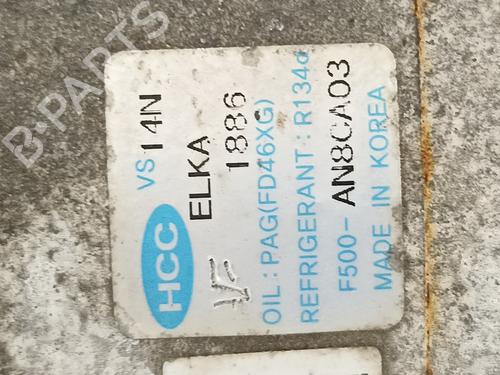 HCC
VS 14N
ELKA
1886
OIL : PAG(FD46XG)
REFRIGERANT : R134a
F500-AN8CA03
MADE IN KOREA
B-PARTS